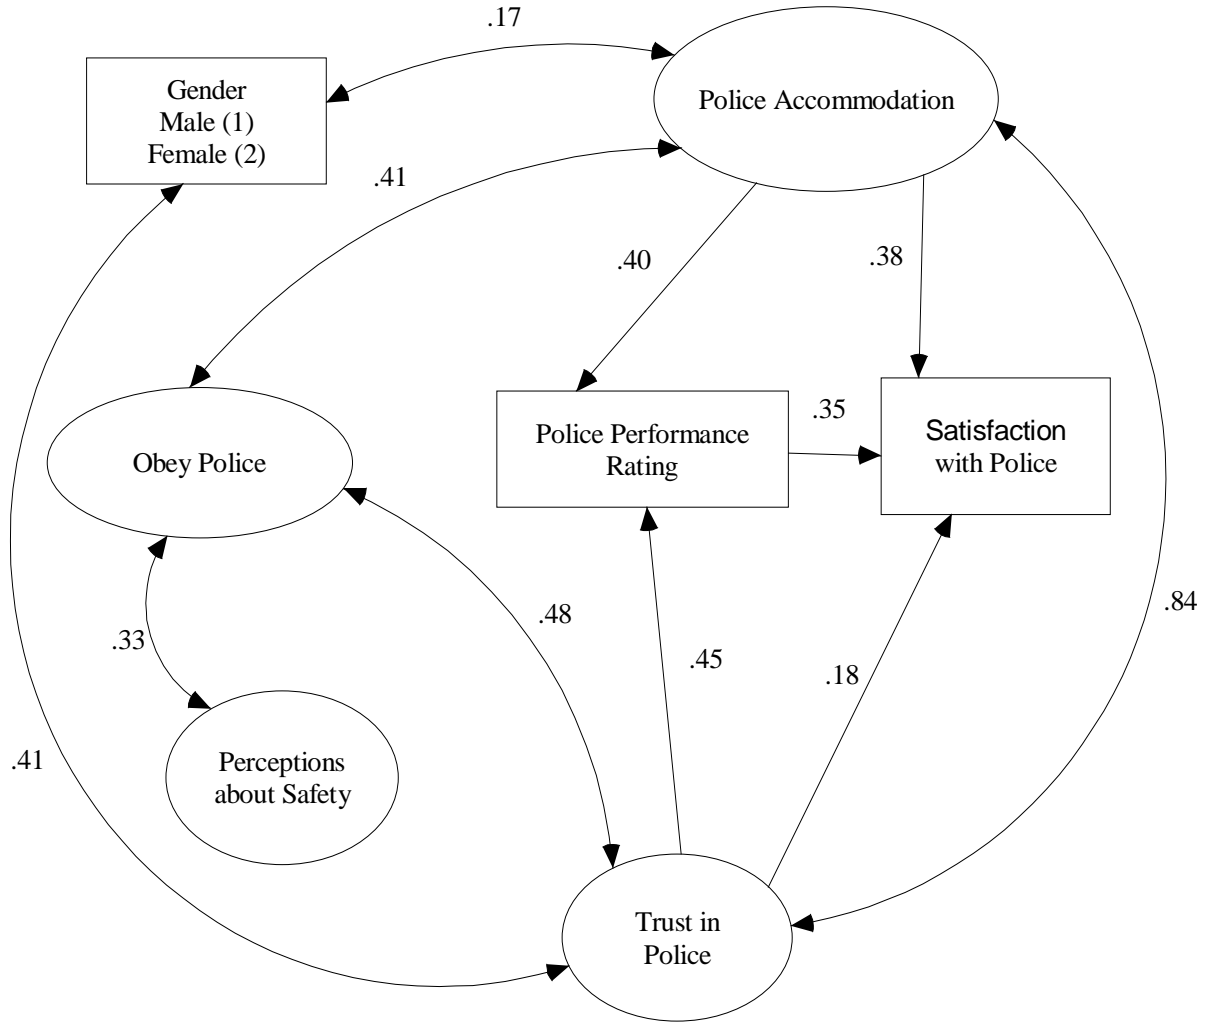 .17
Gender
Male (1)
Female (2)
Police Accommodation
.41
.40
.38
Obey Police
Police Performance
Rating
.35
Satisfaction
with Police
.33
.48
.45
.18
.84
.41
Perceptions
about Safety
Trust in
Police